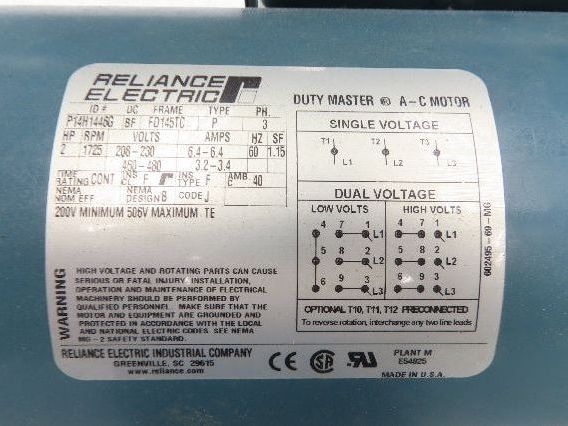 RELIANCE
ELECTRIC
DUTY MASTER ® A-C MOTOR
ID # DC FRAME TYPE PH.
P14H1446G BF FD145TC P 3
HP RPM VOLTS AMPS HZ SF
2 1725 208-230 6.4-6.4 60 1.15
460-480 3.2-3.4
TIME RATING CONT INS CL F INS TYPE F AMB °C 40
NEMA NOM EFF NEMA DESIGN B CODE J
200V MINIMUM 506V MAXIMUM TE
WARNING
HIGH VOLTAGE AND ROTATING PARTS CAN CAUSE
SERIOUS OR FATAL INJURY. INSTALLATION,
OPERATION AND MAINTENANCE OF ELECTRICAL
MACHINERY SHOULD BE PERFORMED BY
QUALIFIED PERSONNEL. MAKE SURE THAT THE
MOTOR AND EQUIPMENT ARE GROUNDED AND
PROTECTED IN ACCORDANCE WITH LOCAL
AND NATIONAL ELECTRIC CODES. SEE NEMA
MG-2 SAFETY STANDARD.
RELIANCE ELECTRIC INDUSTRIAL COMPANY
GREENVILLE, SC 29615
www.reliance.com
SINGLE VOLTAGE
T1 T2 T3
L1 L2 L3
DUAL VOLTAGE
LOW VOLTS HIGH VOLTS
4 7 1 L1 4 7 1 L1
5 8 2 L2 5 8 2 L2
6 9 3 L3 6 9 3 L3
OPTIONAL T10, T11, T12 PRECONNECTED
To reverse rotation, interchange any two line leads
602495-69-MG
CE SA c UR US
PLANT M
E54825
MADE IN U.S.A.